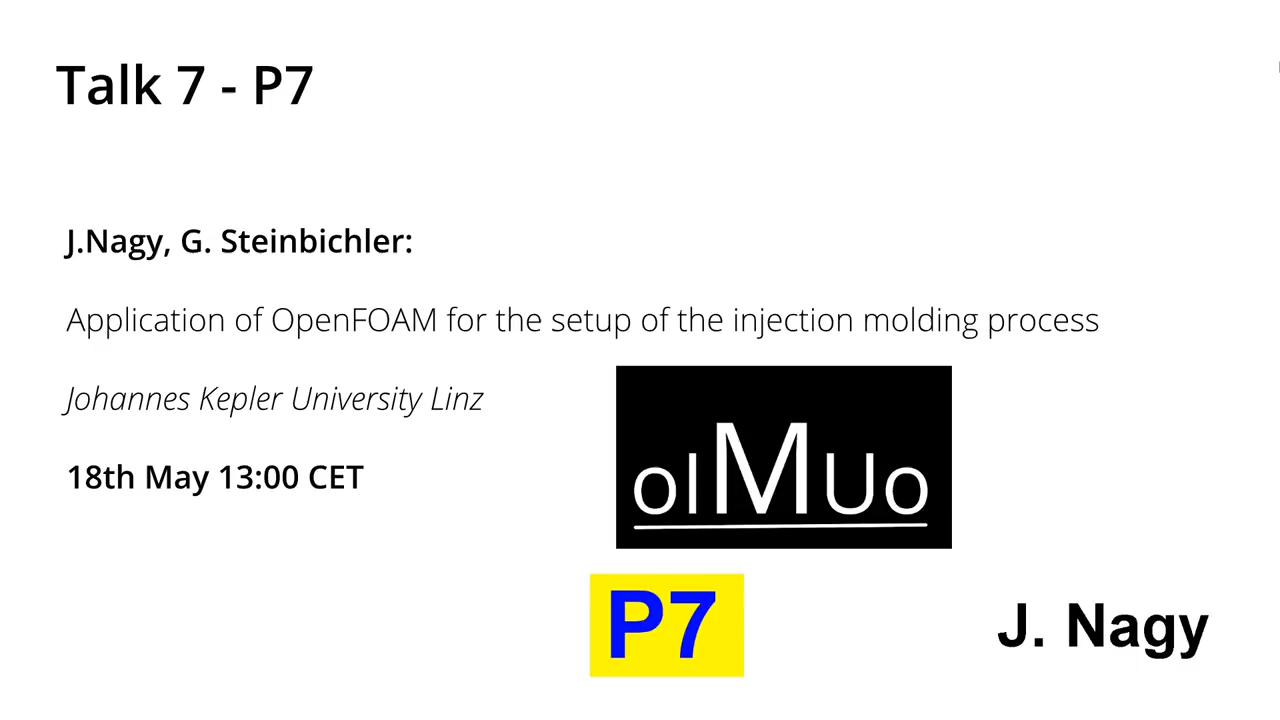 Talk 7 - P7
J.Nagy, G. Steinbichler:
Application of OpenFOAM for the setup of the injection molding process
Johannes Kepler University Linz
18th May 13:00 CET
olMUo
P7
J. Nagy